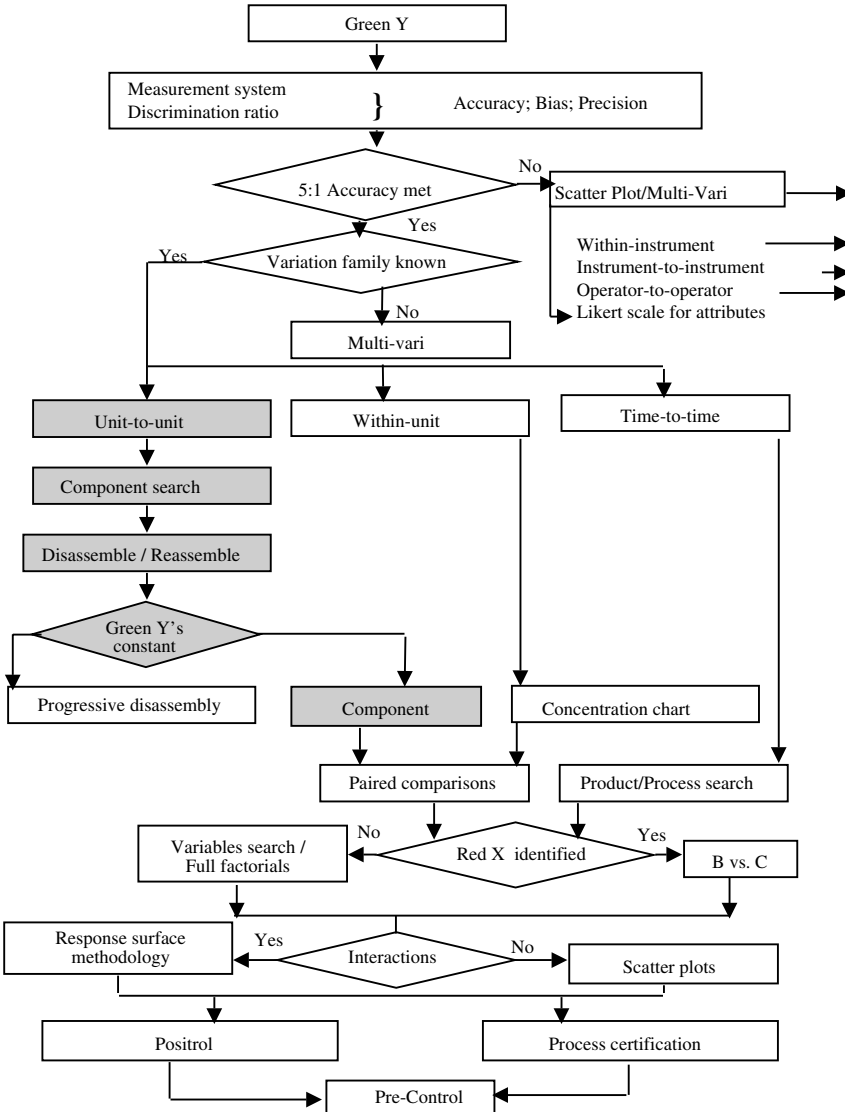 Green Y
Measurement system
Discrimination ratio
}
Accuracy; Bias; Precision
5:1 Accuracy met
No
Scatter Plot/Multi-Vari
Yes
Within-instrument
Instrument-to-instrument
Operator-to-operator
Likert scale for attributes
Yes
Variation family known
No
Multi-vari
Unit-to-unit
Within-unit
Time-to-time
Component search
Disassemble / Reassemble
Green Y's
constant
Progressive disassembly
Component
Concentration chart
Paired comparisons
Product/Process search
No
Variables search /
Full factorials
Red X identified
Yes
B vs. C
Response surface
methodology
Yes
Interactions
No
Scatter plots
Positrol
Process certification
Pre-Control